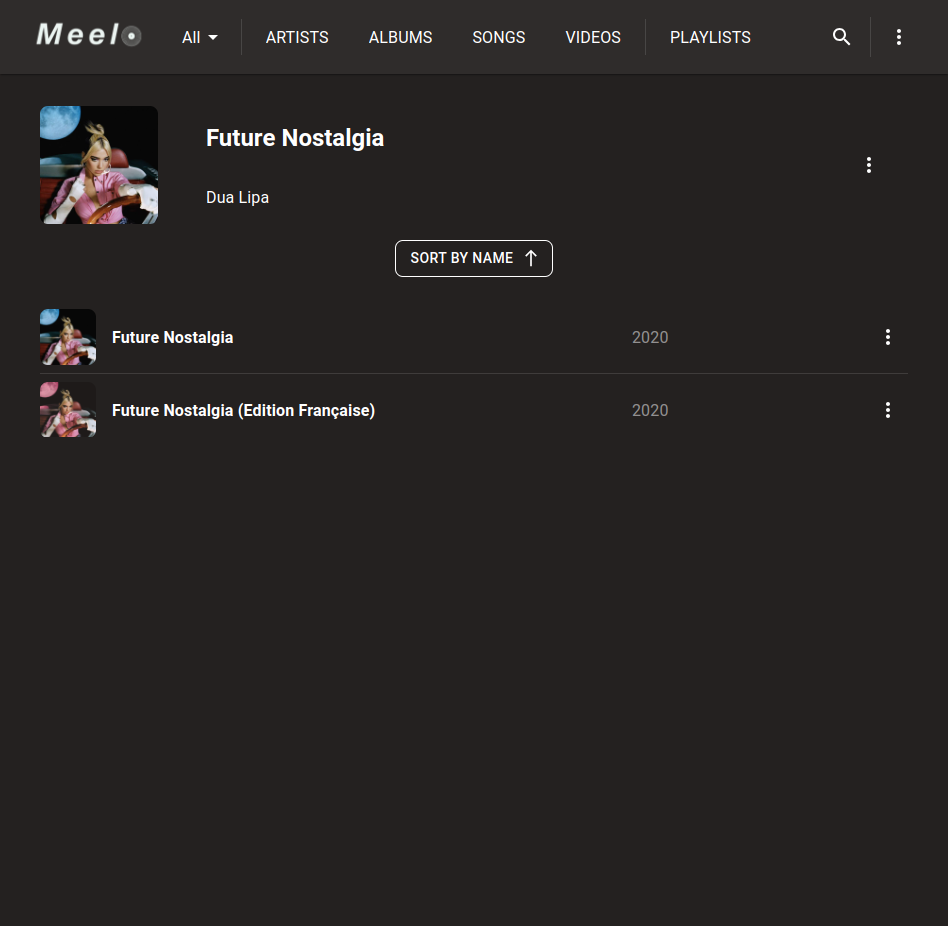 Meelo
All
ARTISTS
ALBUMS
SONGS
VIDEOS
PLAYLISTS
Future Nostalgia
Dua Lipa
SORT BY NAME
Future Nostalgia 2020
Future Nostalgia (Edition Française) 2020